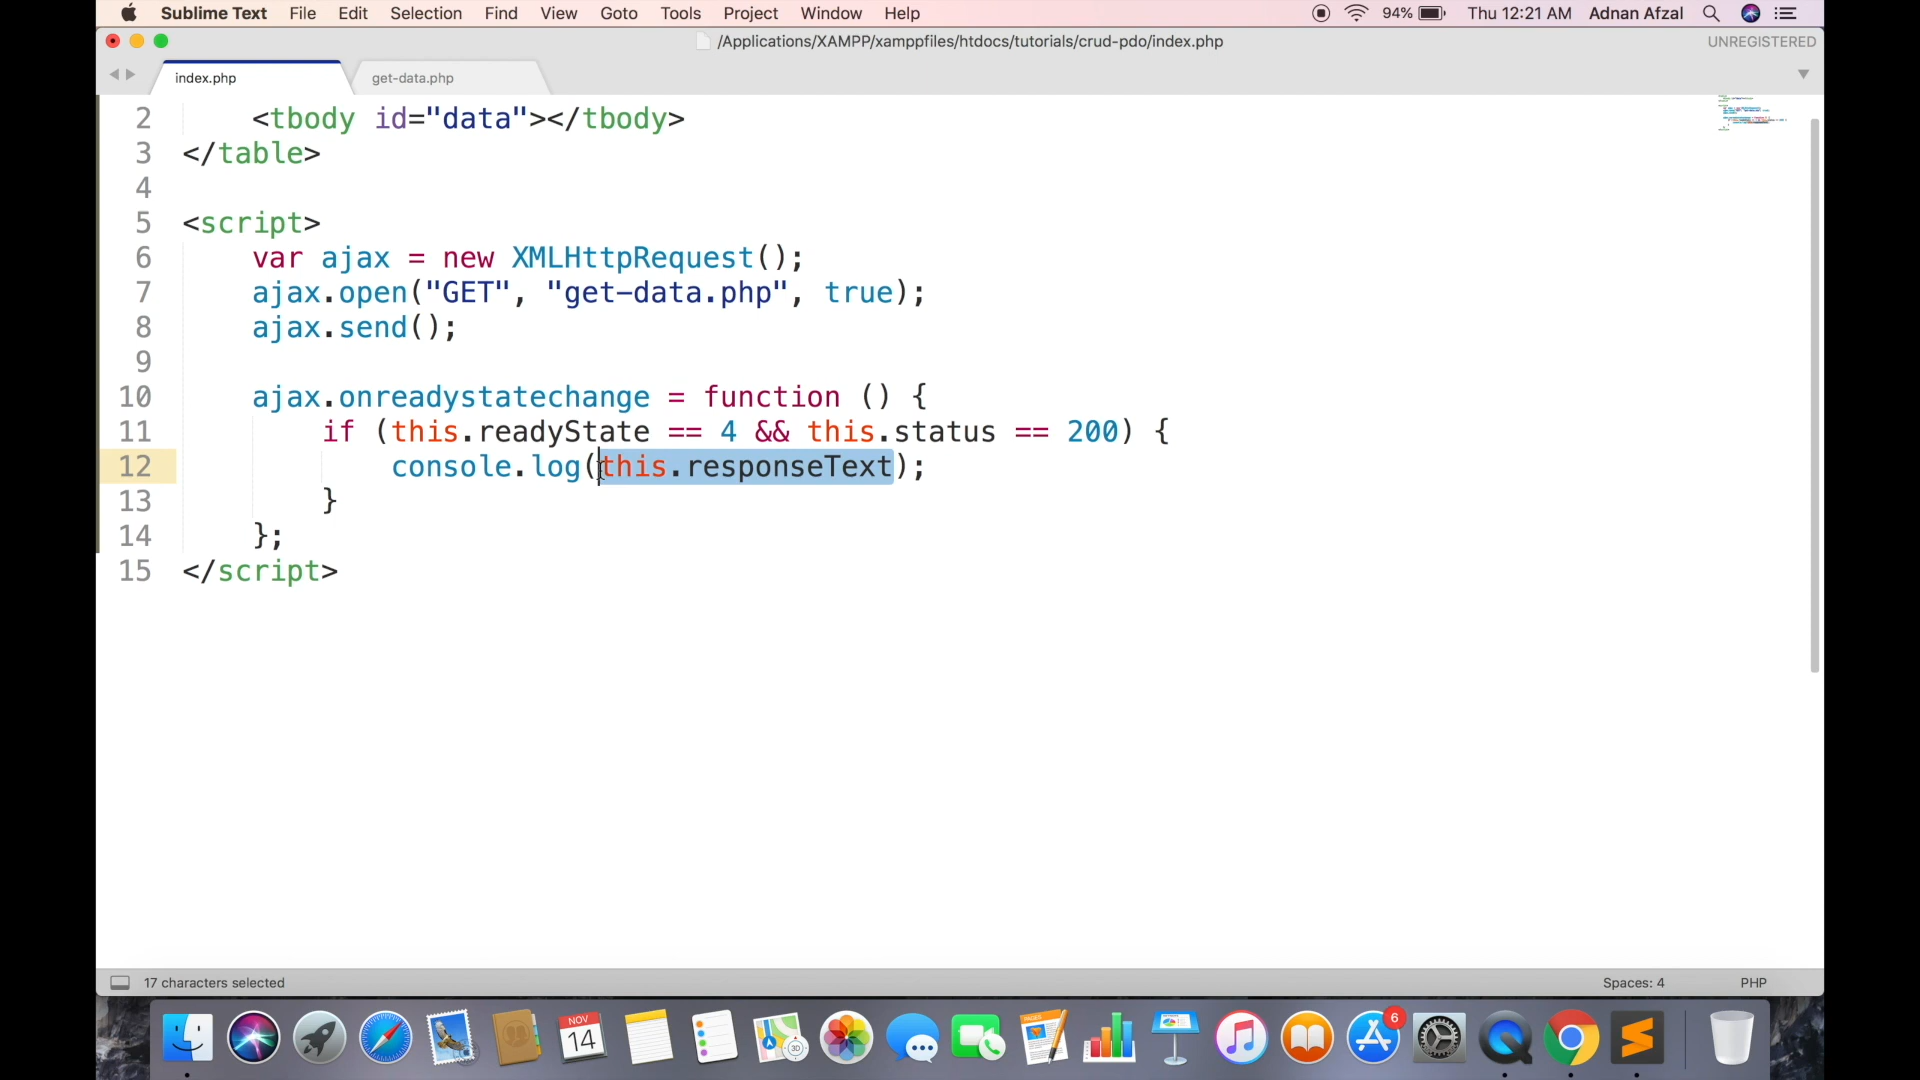 Sublime Text File Edit Selection Find View Goto Tools Project Window Help 94% Thu 12:21 AM Adnan Afzal
/Applications/XAMPP/xamppfiles/htdocs/tutorials/crud-pdo/index.php UNREGISTERED
index.php get-data.php
2 <tbody id="data"></tbody>
3 </table>
4
5 <script>
6 var ajax = new XMLHttpRequest();
7 ajax.open("GET", "get-data.php", true);
8 ajax.send();
9
10 ajax.onreadystatechange = function () {
11 if (this.readyState == 4 && this.status == 200) {
12 console.log(this.responseText);
13 }
14 };
15 </script>
17 characters selected Spaces: 4 PHP
NOV
14
30
6